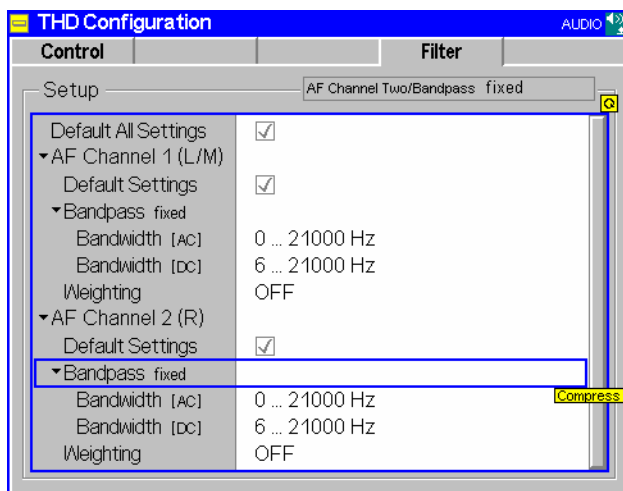 THD Configuration AUDIO
Control Filter
Setup AF Channel Two/Bandpass fixed
Default All Settings
AF Channel 1 (L/M)
Default Settings
Bandpass fixed
Bandwidth [AC] 0 ... 21000 Hz
Bandwidth [DC] 6 ... 21000 Hz
Weighting OFF
AF Channel 2 (R)
Default Settings
Bandpass fixed
Compress
Bandwidth [AC] 0 ... 21000 Hz
Bandwidth [DC] 6 ... 21000 Hz
Weighting OFF